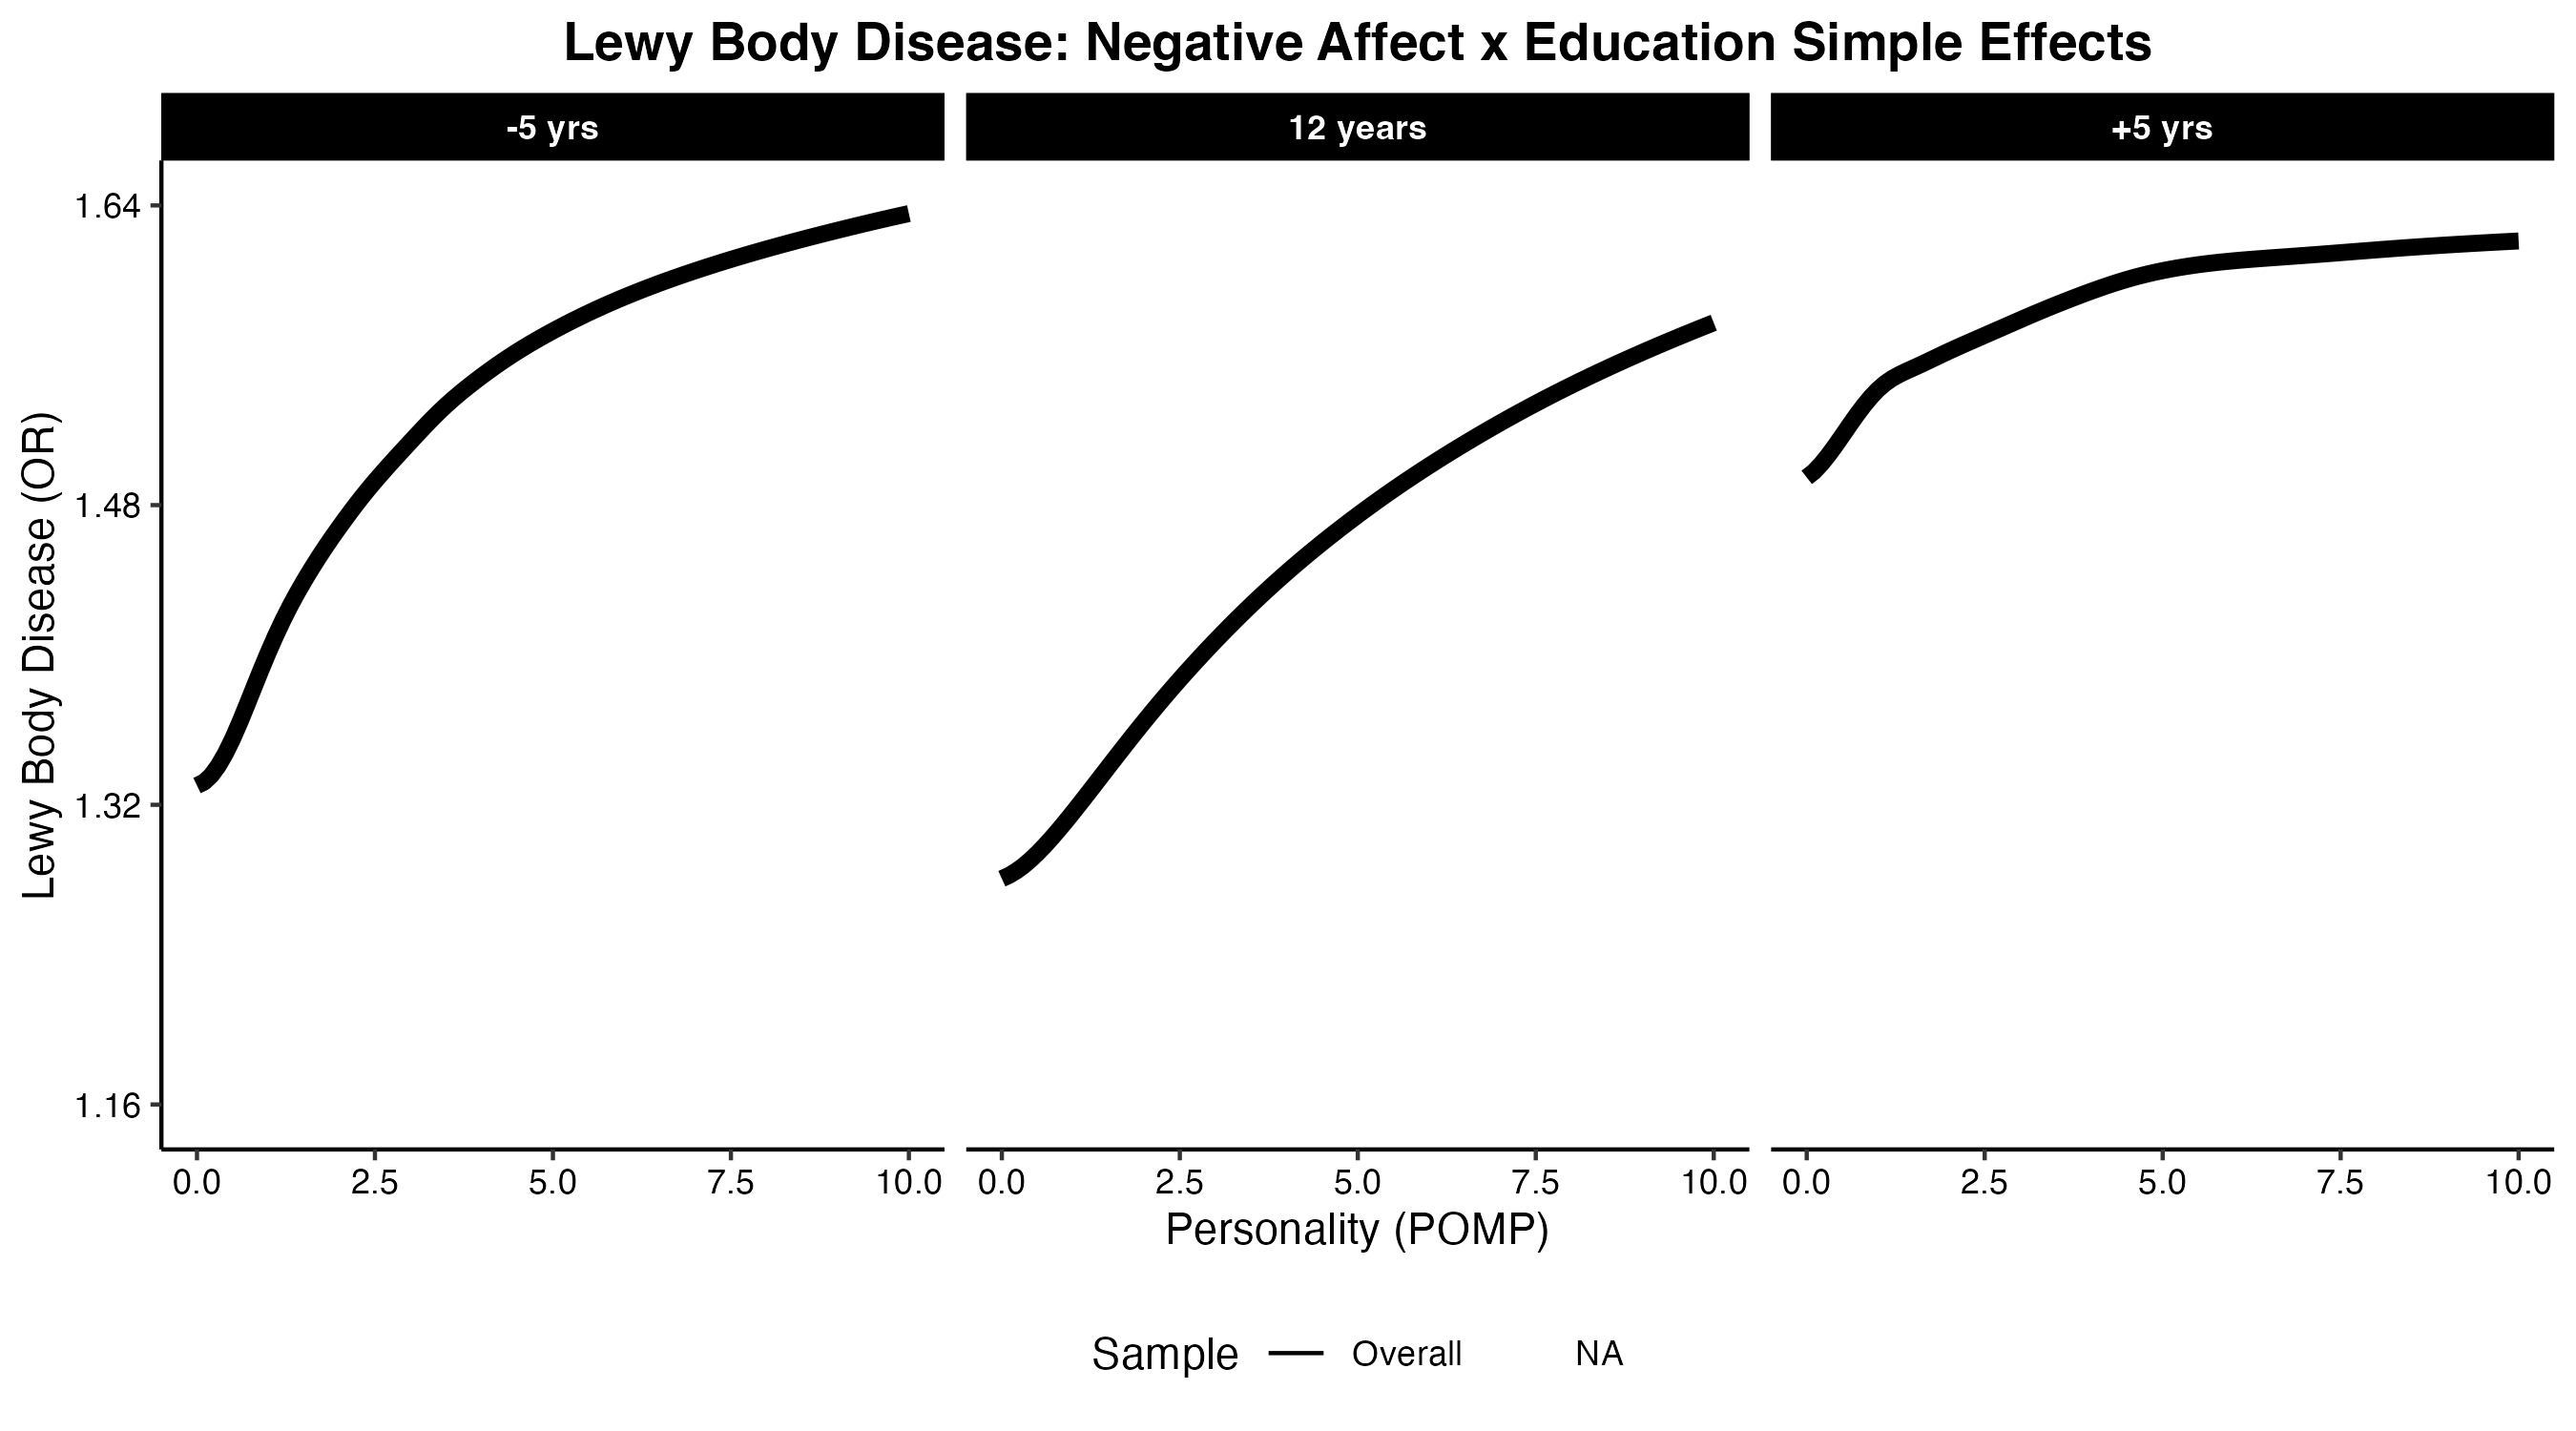 Lewy Body Disease: Negative Affect x Education Simple Effects
-5 yrs
12 years
+5 yrs
Lewy Body Disease (OR)
1.64
1.48
1.32
1.16
0.0 2.5 5.0 7.5 10.0
0.0 2.5 5.0 7.5 10.0
0.0 2.5 5.0 7.5 10.0
Personality (POMP)
Sample Overall NA